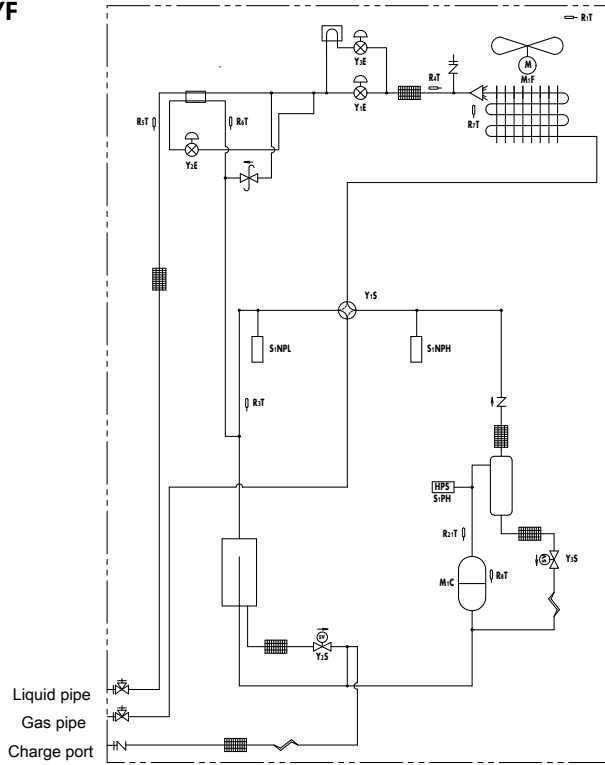 YF
R1T
Y3E
M
M1F
R4T
Y1E
R5T
R6T
R7T
Y2E
Y1S
S1NPL
S1NPH
R3T
HPS
S1PH
R21T
Y3S
M1C
R8T
SV
Y2S
Liquid pipe
Gas pipe
Charge port